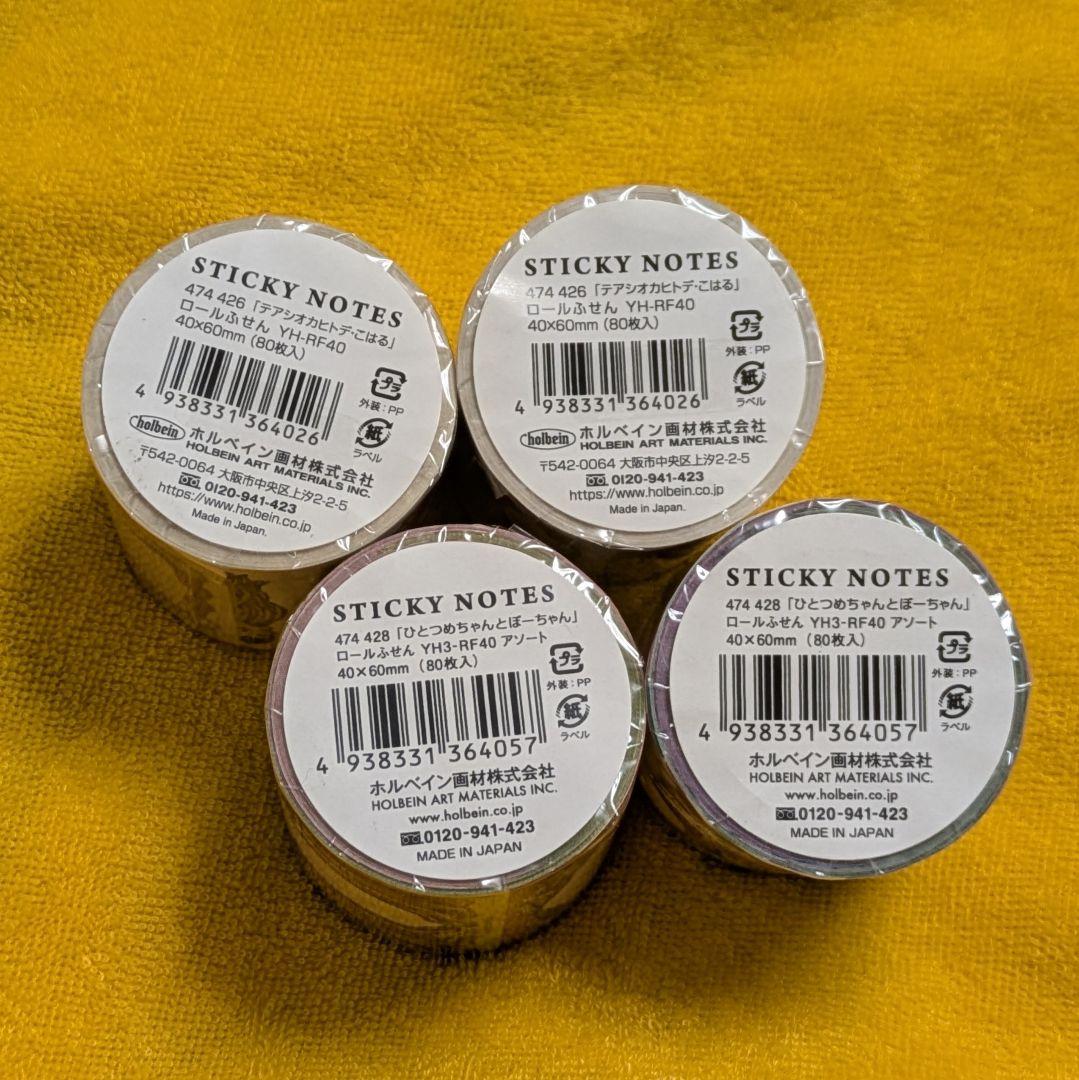 STICKY NOTES
474 426「テアシオカヒトデ・こはる」
ロールふせん YH-RF40
40×60mm (80枚入)
プラ
外装:PP
紙
ラベル
4 938331 364026
holbein ホルベイン画材株式会社
HOLBEIN ART MATERIALS INC.
〒542-0064 大阪市中央区上汐2-2-5
0120-941-423
https://www.holbein.co.jp
Made in Japan.
STICKY NOTES
474 426「テアシオカヒトデ・こはる」
ロールふせん YH-RF40
40×60mm (80枚入)
プラ
外装:PP
紙
ラベル
4 938331 364026
holbein ホルベイン画材株式会社
HOLBEIN ART MATERIALS INC.
〒542-0064 大阪市中央区上汐2-2-5
0120-941-423
https://www.holbein.co.jp
Made in Japan.
STICKY NOTES
474 428「ひとつめちゃんとぼーちゃん」
ロールふせん YH3-RF40 アソート
40×60mm (80枚入)
プラ
外装:PP
紙
ラベル
4 938331 364057
ホルベイン画材株式会社
HOLBEIN ART MATERIALS INC.
www.holbein.co.jp
0120-941-423
MADE IN JAPAN
STICKY NOTES
474 428「ひとつめちゃんとぼーちゃん」
ロールふせん YH3-RF40 アソート
40×60mm (80枚入)
プラ
外装:PP
紙
ラベル
4 938331 364057
ホルベイン画材株式会社
HOLBEIN ART MATERIALS INC.
www.holbein.co.jp
0120-941-423
MADE IN JAPAN